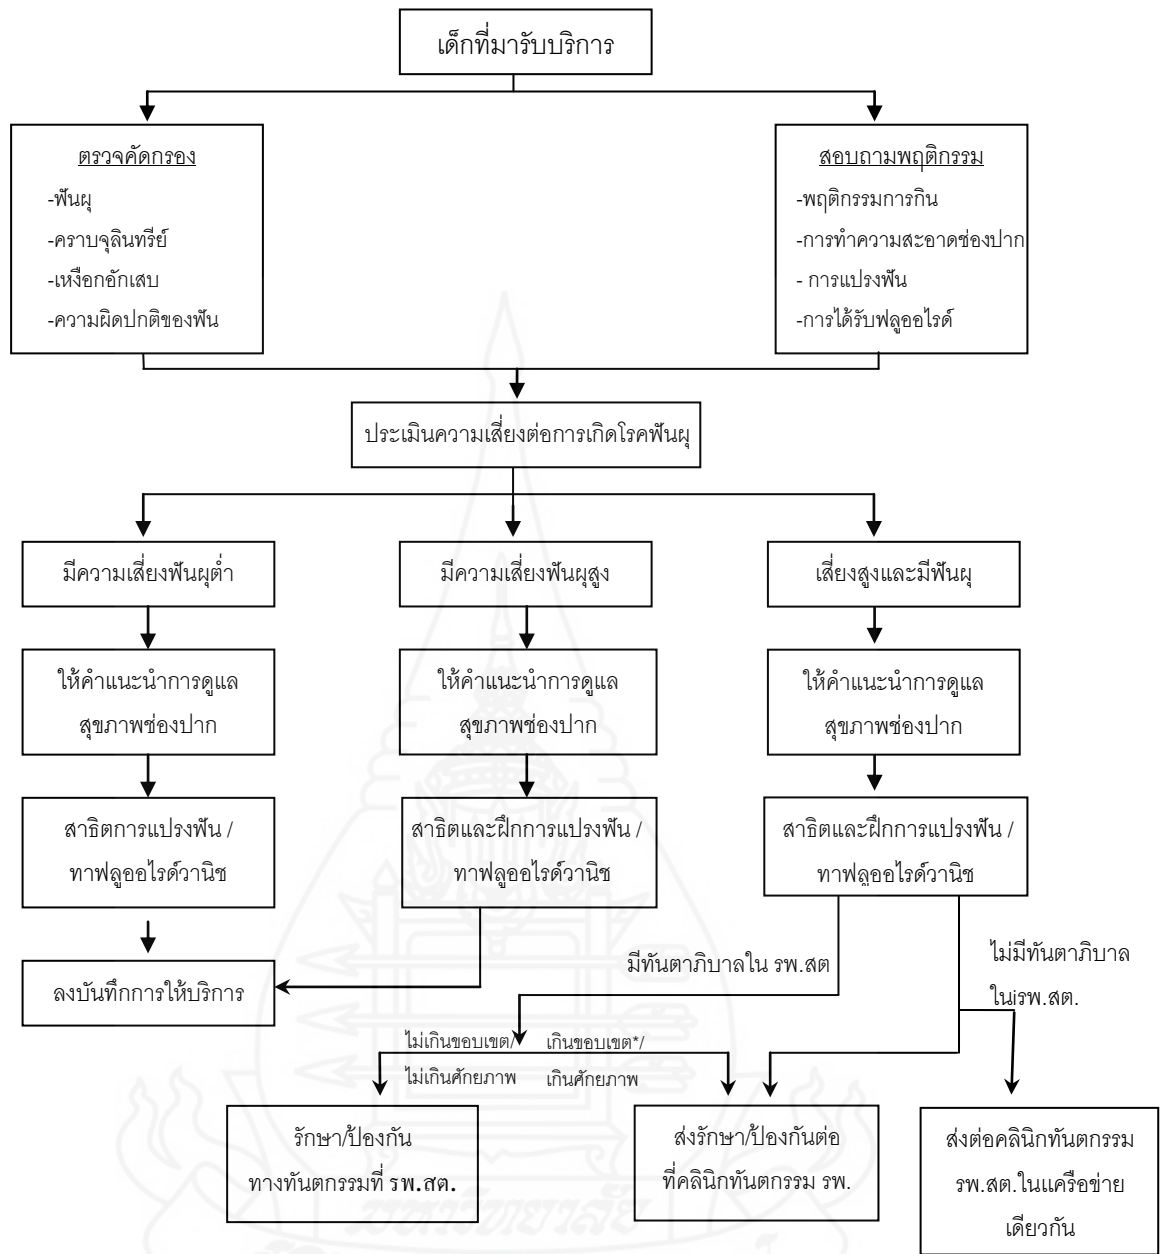 เด็กที่มารับบริการ
ตรวจคัดกรอง
-ฟันผุ
-คราบจุลินทรีย์
-เหงือกอักเสบ
-ความผิดปกติของฟัน
สอบถามพฤติกรรม
-พฤติกรรมการกิน
-การทำความสะอาดช่องปาก
- การแปรงฟัน
-การได้รับฟลูออไรด์
ประเมินความเสี่ยงต่อการเกิดโรคฟันผุ
มีความเสี่ยงฟันผุต่ำ
มีความเสี่ยงฟันผุสูง
เสี่ยงสูงและมีฟันผุ
ให้คำแนะนำการดูแล
สุขภาพช่องปาก
ให้คำแนะนำการดูแล
สุขภาพช่องปาก
ให้คำแนะนำการดูแล
สุขภาพช่องปาก
สาธิตการแปรงฟัน /
ทาฟลูออไรด์วานิช
สาธิตและฝึกการแปรงฟัน /
ทาฟลูออไรด์วานิช
สาธิตและฝึกการแปรงฟัน /
ทาฟลูออไรด์วานิช
ลงบันทึกการให้บริการ
มีทันตาภิบาลใน รพ.สต
ไม่มีทันตาภิบาล
ในiรพ.สต.
ไม่เกินขอบเขต/
ไม่เกินศักยภาพ
เกินขอบเขต*/
เกินศักยภาพ
รักษา/ป้องกัน
ทางทันตกรรมที่ รพ.สต.
ส่งรักษา/ป้องกันต่อ
ที่คลินิกทันตกรรม รพ.
ส่งต่อคลินิกทันตกรรม
รพ.สต.ในแครือข่าย
เดียวกัน